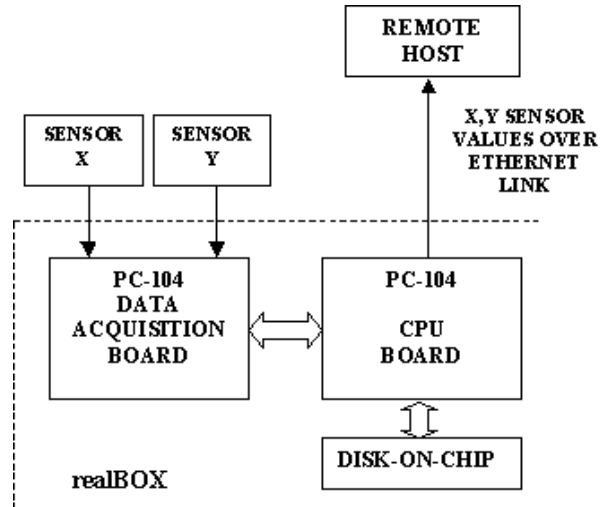 REMOTE
HOST
X,Y SENSOR
VALUES OVER
ETHERNET
LINK
SENSOR
X
SENSOR
Y
PC-104
DATA
ACQUISITION
BOARD
PC-104
CPU
BOARD
DISK-ON-CHIP
realBOX